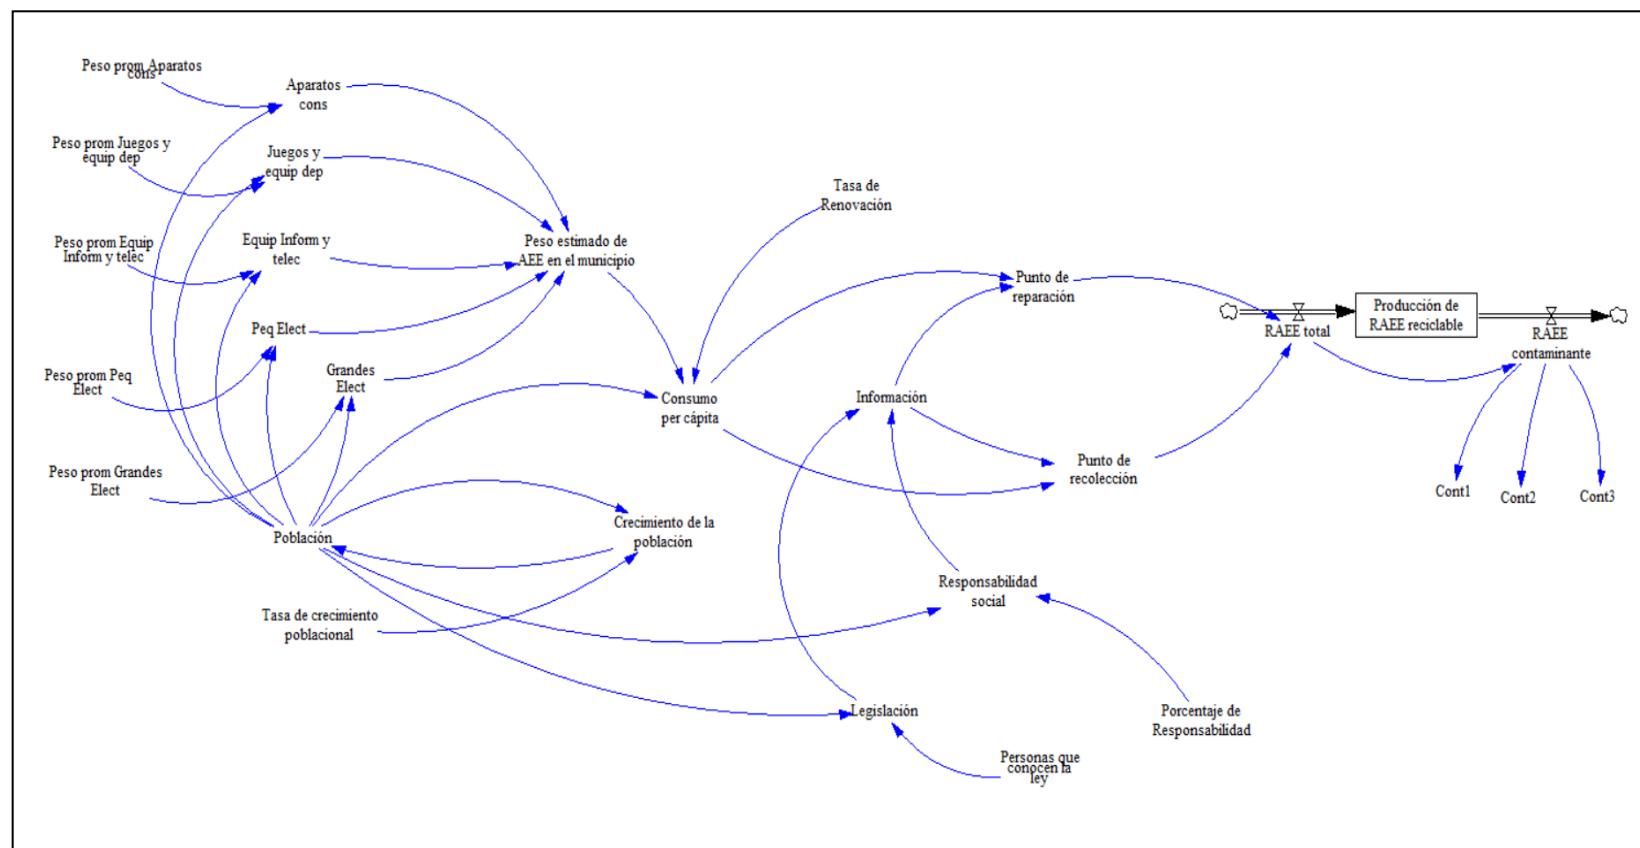 Peso prom Aparatos
cons
Aparatos
cons
Peso prom Juegos y
equip dep
Juegos y
equip dep
Peso prom Equip
Inform y telec
Equip Inform y
telec
Peso estimado de
AEE en el municipio
Tasa de
Renovación
Peq Elect
Peso prom Peq
Elect
Grandes
Elect
Consumo
per cápita
Peso prom Grandes
Elect
Población
Crecimiento de la
población
Tasa de crecimiento
poblacional
Información
Punto de
reparación
Punto de
recolección
Responsabilidad
social
Legislación
Personas que
conocen la
ley
Porcentaje de
Responsabilidad
RAEE total
Producción de
RAEE reciclable
RAEE
contaminante
Cont1
Cont2
Cont3